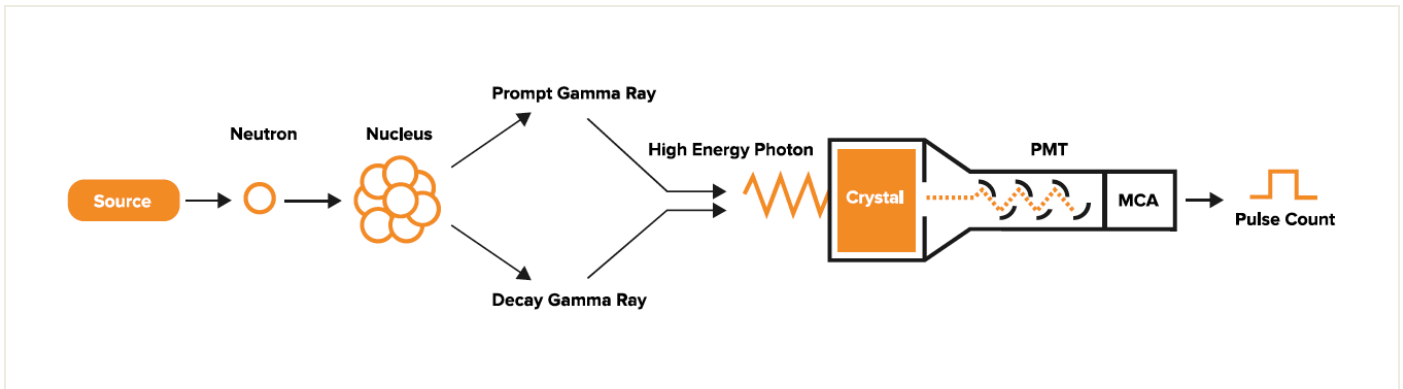 Source
Neutron
Nucleus
Prompt Gamma Ray
Decay Gamma Ray
High Energy Photon
Crystal
PMT
MCA
Pulse Count